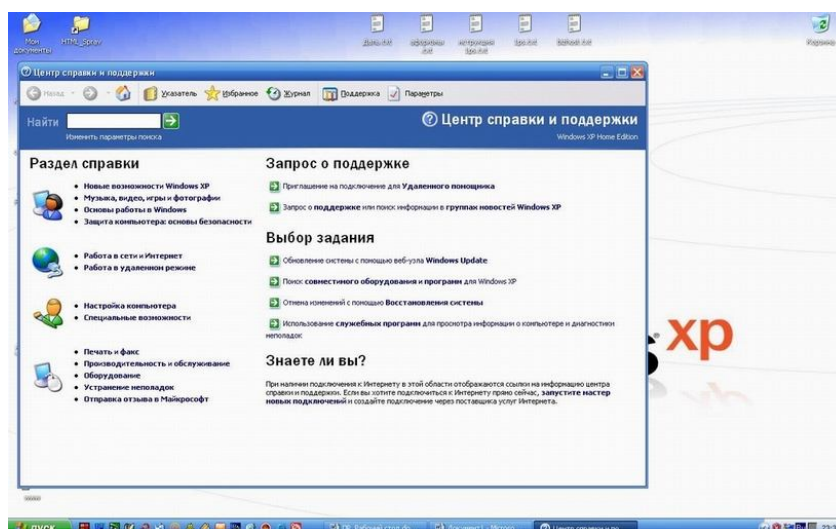 Мои документы
HTML_Sprav
Дань.txt
Корзина
Центр справки и поддержки
Назад
Указатель
Избранное
Журнал
Поддержка
Параметры
Найти
Изменить параметры поиска
Центр справки и поддержки
Windows XP Home Edition
Раздел справки
Новые возможности Windows XP
Музыка, видео, игры и фотографии
Основы работы в Windows
Защита компьютера: основы безопасности
Работа в сети и Интернет
Работа в удаленном режиме
Настройка компьютера
Специальные возможности
Печать и факс
Производительность и обслуживание
Оборудование
Устранение неполадок
Отправка отзыва в Майкрософт
Запрос о поддержке
Приглашение на подключение для Удаленного помощника
Запрос о поддержке или поиск информации в группах новостей Windows XP
Выбор задания
Обновление системы с помощью веб-узла Windows Update
Поиск совместимого оборудования и программ для Windows XP
Отмена изменений с помощью Восстановления системы
Использование служебных программ для просмотра информации о компьютере и диагностики
неполадок
Знаете ли вы?
При наличии подключения к Интернету в этой области отображаются ссылки на информацию центра
справки и поддержки. Если вы хотите подключиться к Интернету прямо сейчас, запустите мастер
новых подключений и создайте подключение через поставщика услуг Интернета.
xp
пуск
Центр справки и по...